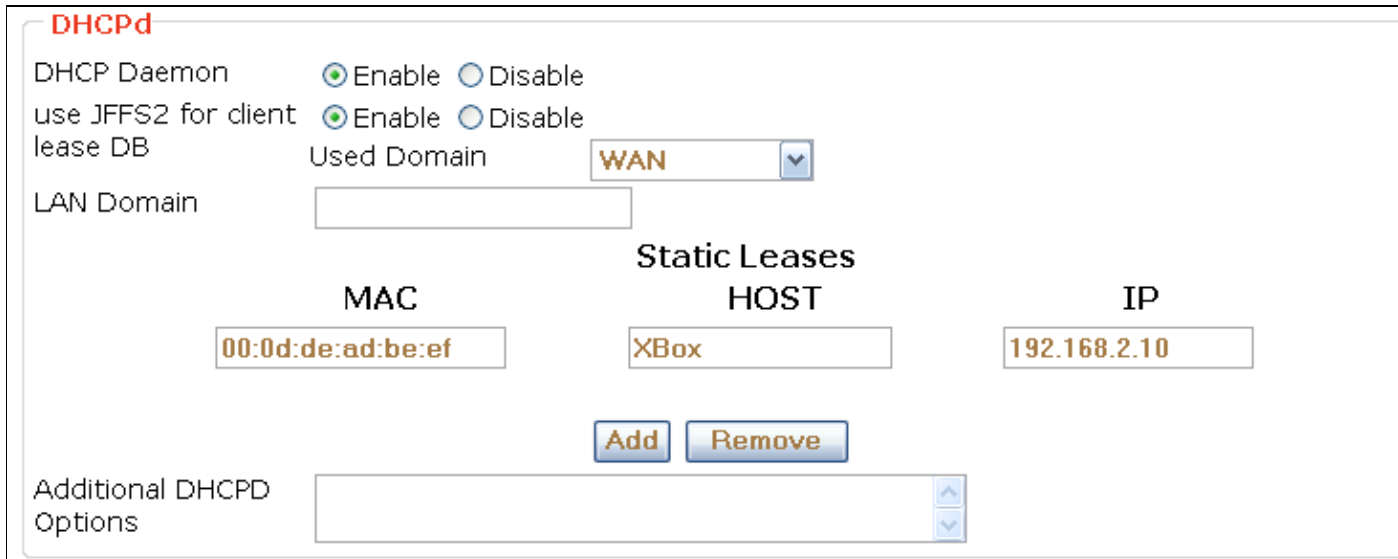 DHCPd
DHCP Daemon Enable Disable
use JFFS2 for client Enable Disable
lease DB
Used Domain WAN
LAN Domain
Static Leases
MAC HOST IP
00:0d:de:ad:be:ef XBox 192.168.2.10
Add Remove
Additional DHCPD
Options